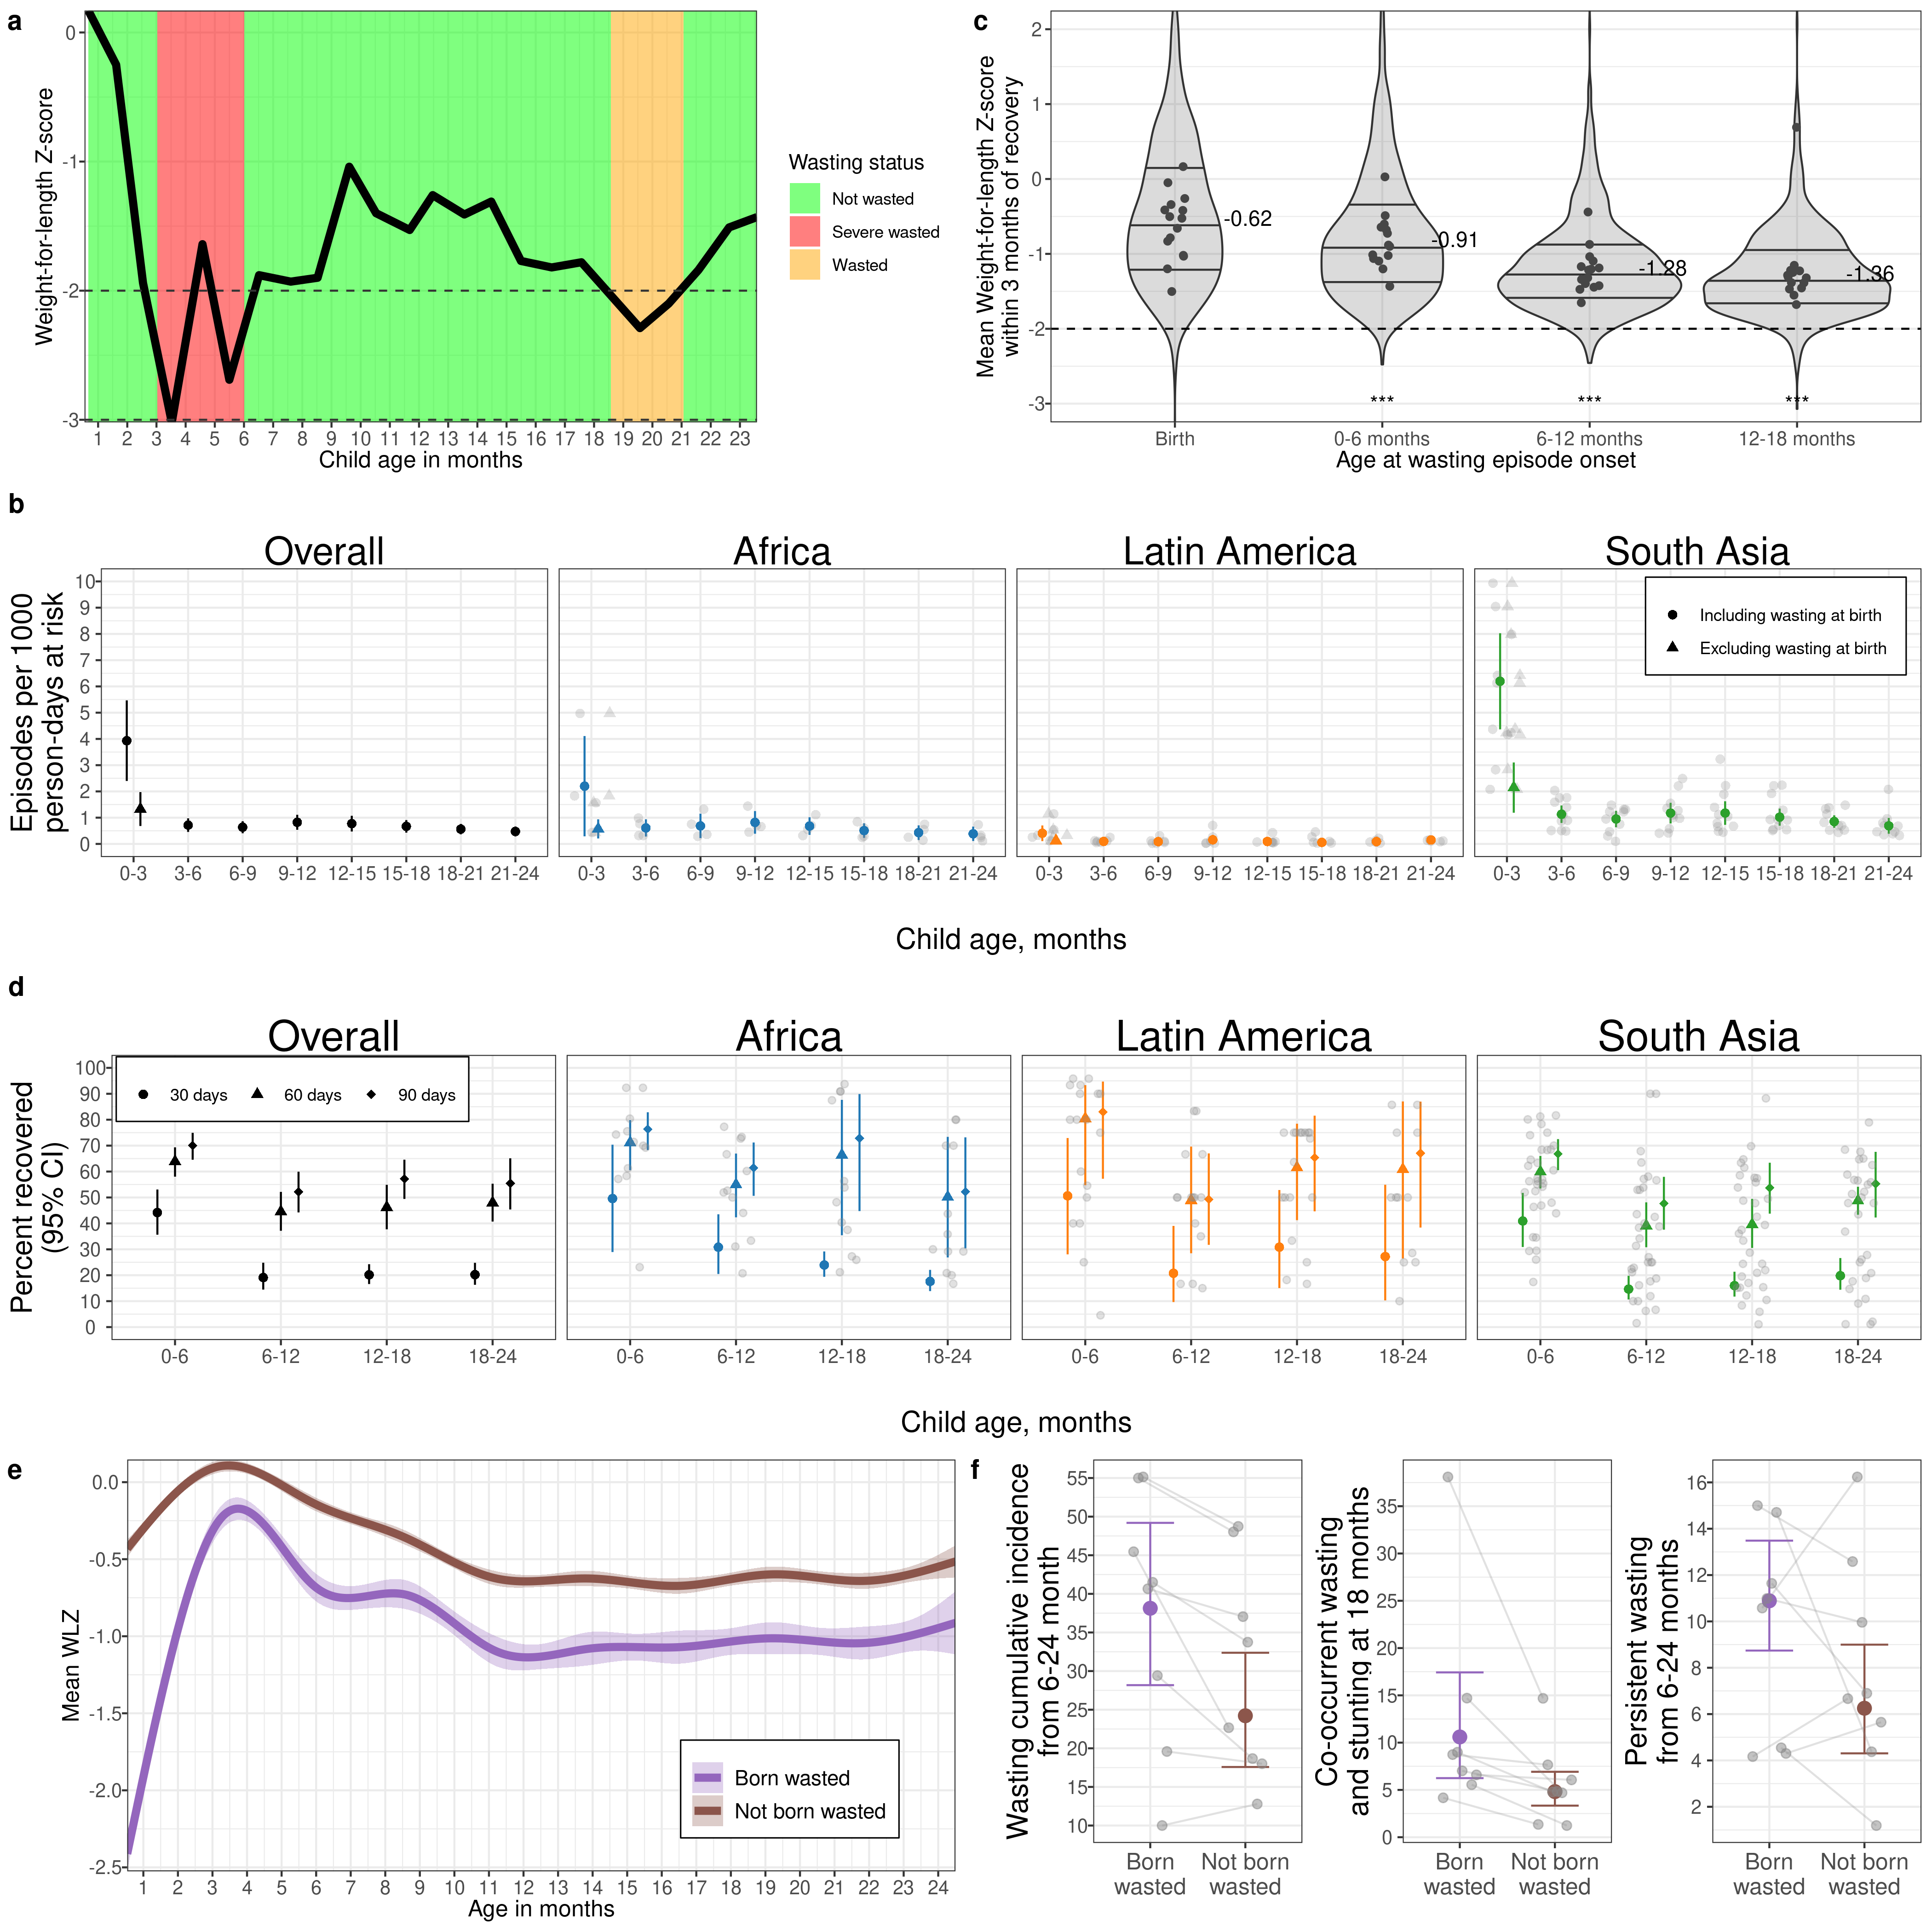 a
Weight-for-length Z-score
0
-1
-2
-3
1 2 3 4 5 6 7 8 9 10 11 12 13 14 15 16 17 18 19 20 21 22 23
Child age in months
Wasting status
Not wasted
Severe wasted
Wasted
c
Mean Weight-for-length Z-score
within 3 months of recovery
2
1
0
-1
-2
-3
-0.62
-0.91
-1.28
-1.36
*** *** ***
Birth 0-6 months 6-12 months 12-18 months
Age at wasting episode onset
b
Overall Africa Latin America South Asia
Episodes per 1000
person-days at risk
10
9
8
7
6
5
4
3
2
1
0
Including wasting at birth
Excluding wasting at birth
0-3 3-6 6-9 9-12 12-15 15-18 18-21 21-24
0-3 3-6 6-9 9-12 12-15 15-18 18-21 21-24
0-3 3-6 6-9 9-12 12-15 15-18 18-21 21-24
0-3 3-6 6-9 9-12 12-15 15-18 18-21 21-24
Child age, months
d
Overall Africa Latin America South Asia
Percent recovered
(95% CI)
100
90
80
70
60
50
40
30
20
10
0
30 days 60 days 90 days
0-6 6-12 12-18 18-24
0-6 6-12 12-18 18-24
0-6 6-12 12-18 18-24
0-6 6-12 12-18 18-24
Child age, months
e
Mean WLZ
0.0
-0.5
-1.0
-1.5
-2.0
-2.5
Born wasted
Not born wasted
1 2 3 4 5 6 7 8 9 10 11 12 13 14 15 16 17 18 19 20 21 22 23 24
Age in months
f
Wasting cumulative incidence
from 6-24 month
55
50
45
40
35
30
25
20
15
10
Born
wasted
Not born
wasted
Co-occurrent wasting
and stunting at 18 months
35
30
25
20
15
10
5
0
Born
wasted
Not born
wasted
Persistent wasting
from 6-24 months
16
14
12
10
8
6
4
2
Born
wasted
Not born
wasted